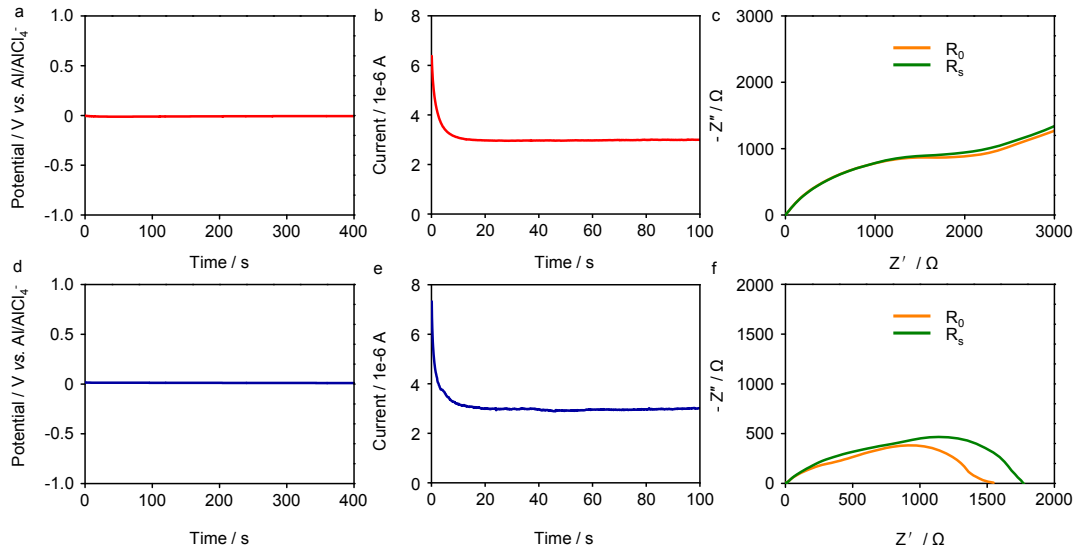 a
Potential / V vs. Al/AlCl₄⁻
1.0
0.5
0
-0.5
-1.0
0
100
200
300
400
Time / s
b
Current / 1e-6 A
8
6
4
2
0
0
20
40
60
80
100
Time / s
c
- Z″ / Ω
3000
2000
1000
0
0
1000
2000
3000
Z′ / Ω
R₀
Rₛ
d
Potential / V vs. Al/AlCl₄⁻
1.0
0.5
0
-0.5
-1.0
0
100
200
300
400
Time / s
e
Current / 1e-6 A
8
6
4
2
0
0
20
40
60
80
100
Time / s
f
- Z″ / Ω
2000
1500
1000
500
0
0
500
1000
1500
2000
Z′ / Ω
R₀
Rₛ